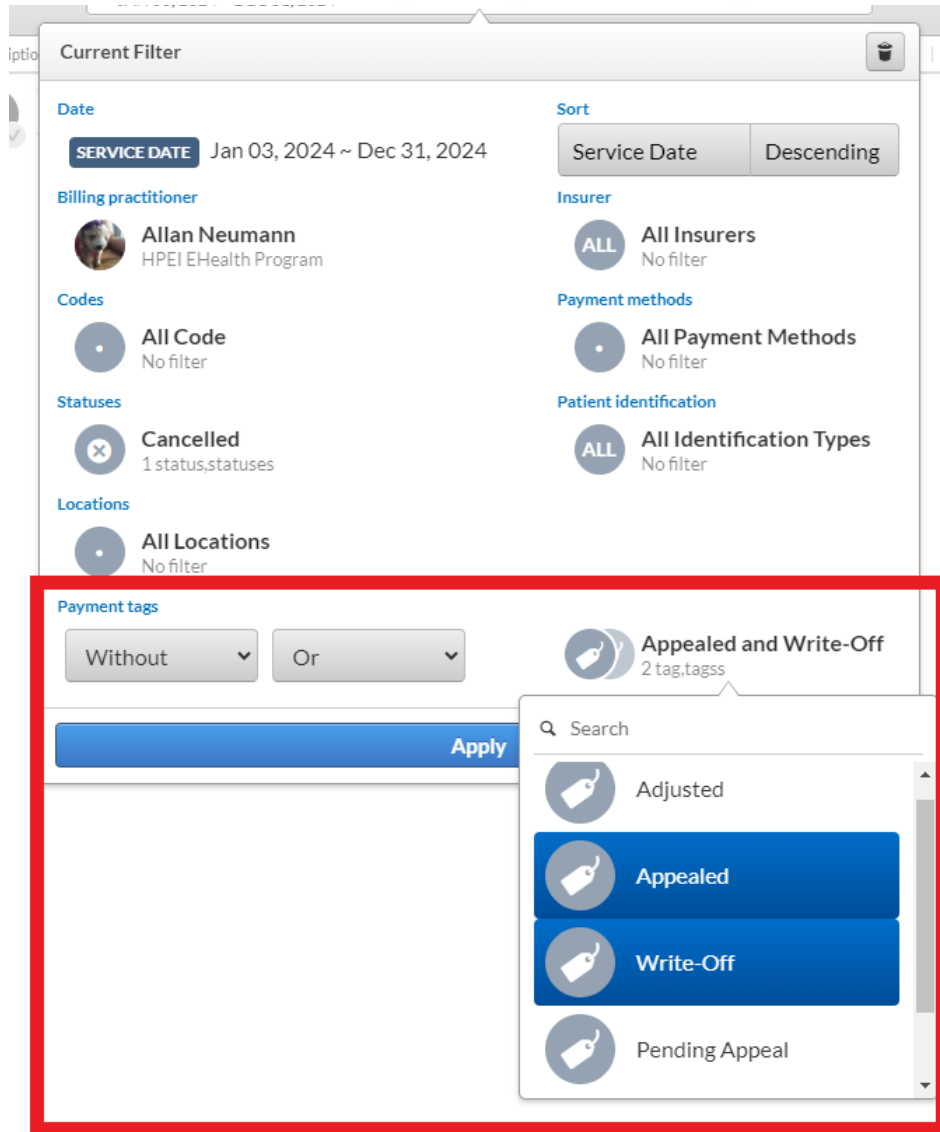 Current Filter
Date
Sort
SERVICE DATE Jan 03, 2024 ~ Dec 31, 2024
Service Date Descending
Billing practitioner
Insurer
Allan Neumann
HPEI EHealth Program
ALL All Insurers
No filter
Codes
Payment methods
All Code
No filter
All Payment Methods
No filter
Statuses
Patient identification
Cancelled
1 status,statuses
ALL All Identification Types
No filter
Locations
All Locations
No filter
Payment tags
Without Or
Appealed and Write-Off
2 tag,tagss
Apply
Search
Adjusted
Appealed
Write-Off
Pending Appeal